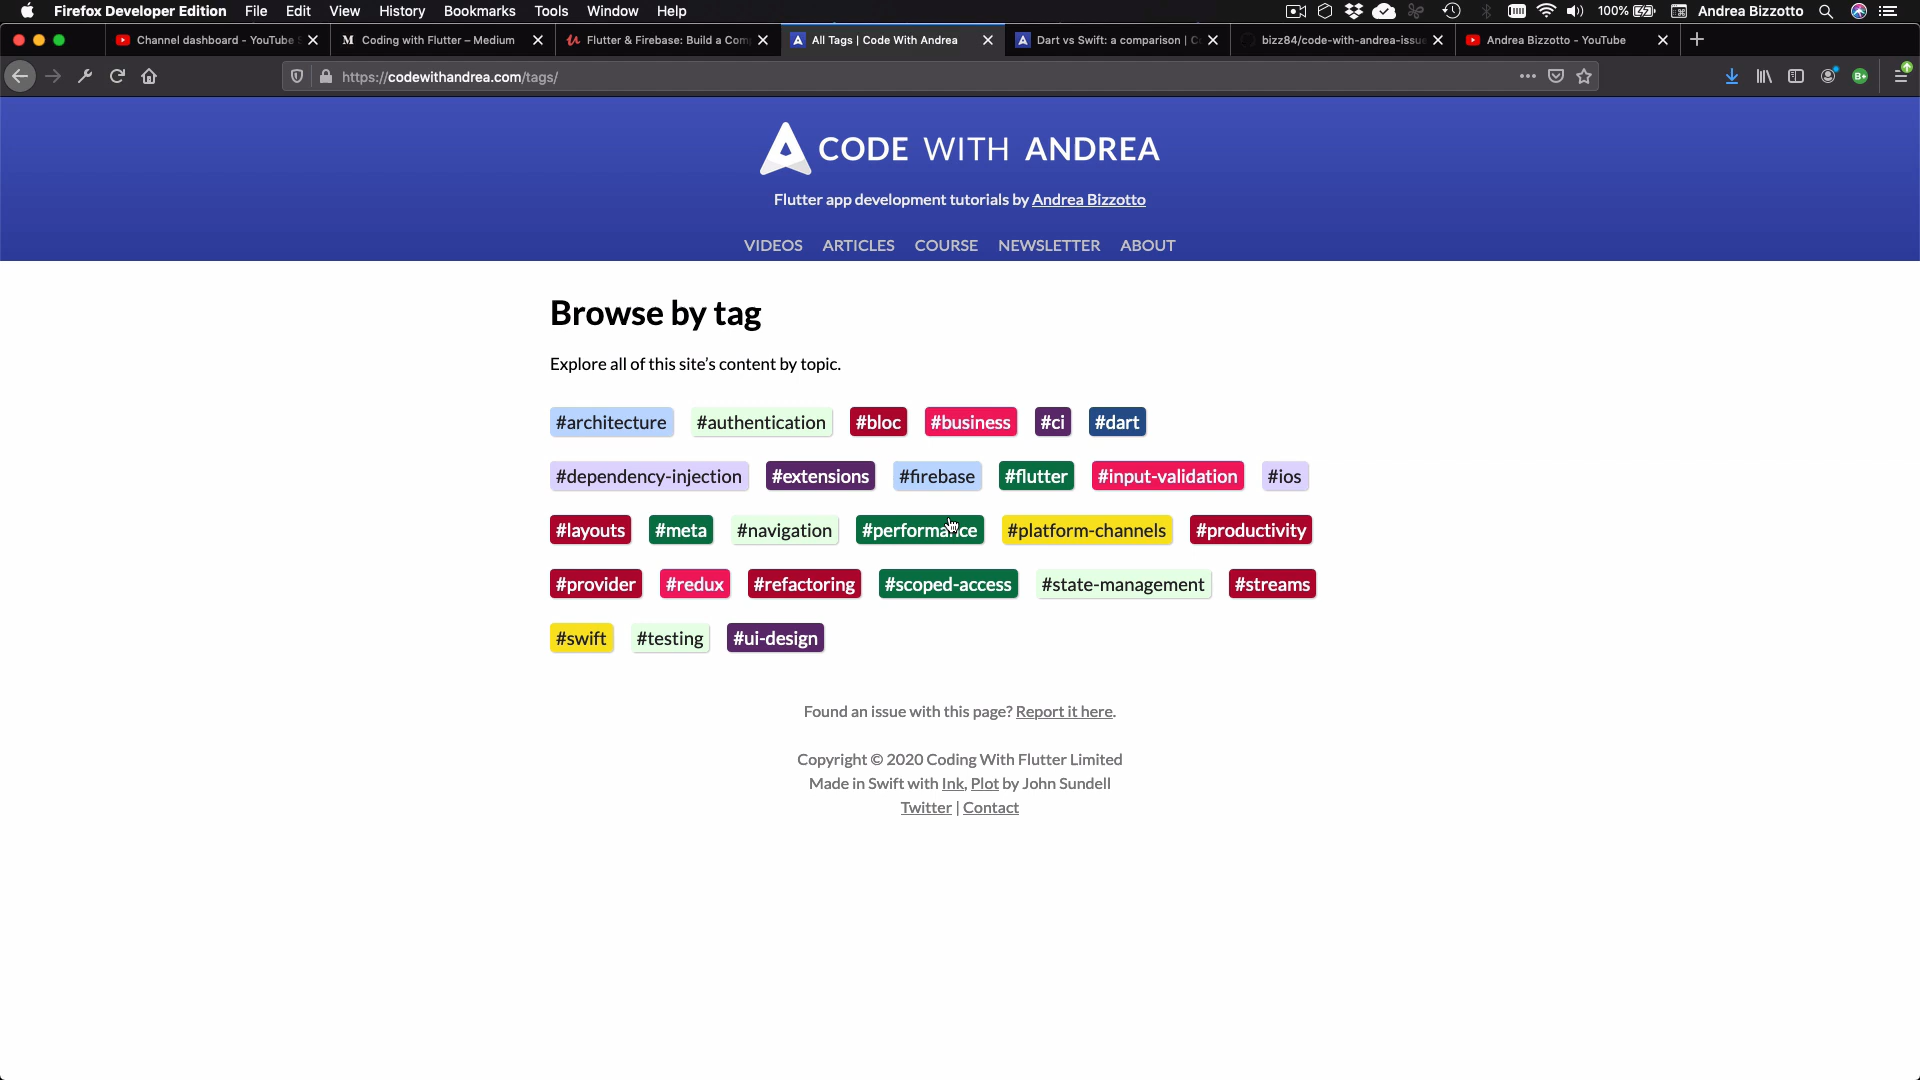 Firefox Developer Edition File Edit View History Bookmarks Tools Window Help 100% Andrea Bizzotto
Channel dashboard - YouTube M Coding with Flutter – Medium Flutter & Firebase: Build a Com All Tags | Code With Andrea Dart vs Swift: a comparison | C bizz84/code-with-andrea-issue Andrea Bizzotto - YouTube
https://codewithandrea.com/tags/
CODE WITH ANDREA
Flutter app development tutorials by Andrea Bizzotto
VIDEOS ARTICLES COURSE NEWSLETTER ABOUT
Browse by tag
Explore all of this site's content by topic.
#architecture #authentication #bloc #business #ci #dart
#dependency-injection #extensions #firebase #flutter #input-validation #ios
#layouts #meta #navigation #performance #platform-channels #productivity
#provider #redux #refactoring #scoped-access #state-management #streams
#swift #testing #ui-design
Found an issue with this page? Report it here.
Copyright © 2020 Coding With Flutter Limited
Made in Swift with Ink, Plot by John Sundell
Twitter | Contact